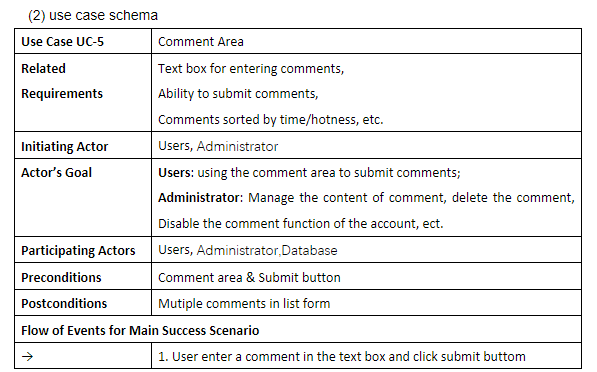 (2) use case schema
Use Case UC-5 Comment Area
Related Text box for entering comments,
Requirements Ability to submit comments,
Comments sorted by time/hotness, etc.
Initiating Actor Users, Administrator
Actor's Goal Users: using the comment area to submit comments;
Administrator: Manage the content of comment, delete the comment,
Disable the comment function of the account, ect.
Participating Actors Users, Administrator,Database
Preconditions Comment area & Submit button
Postconditions Mutiple comments in list form
Flow of Events for Main Success Scenario
→ 1. User enter a comment in the text box and click submit buttom